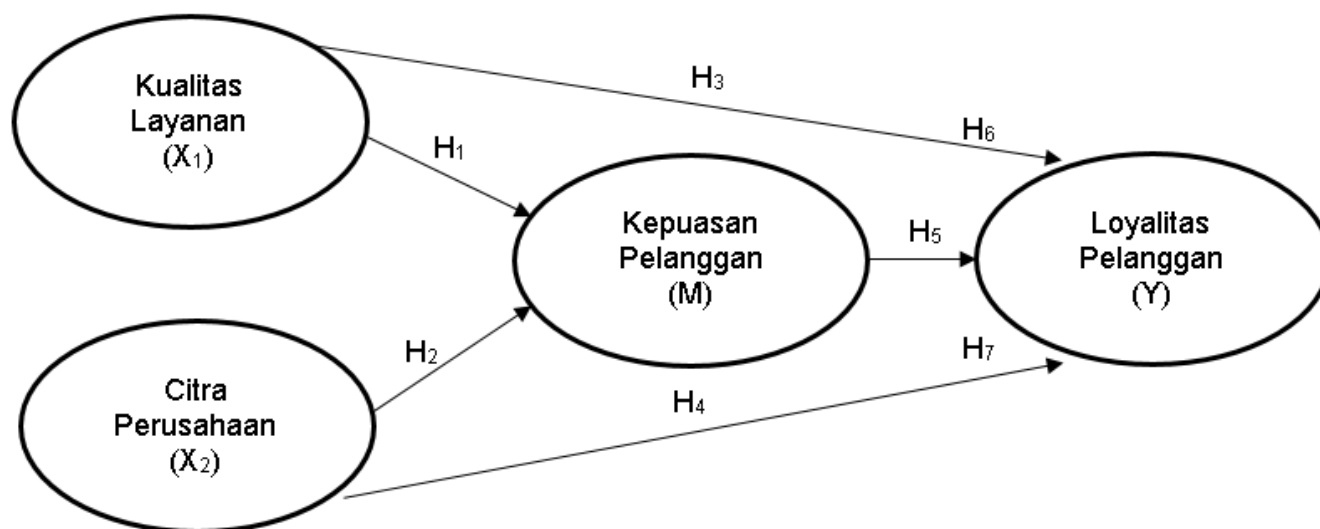 Kualitas
Layanan
(X₁)
H₃
H₆
H₁
Kepuasan
Pelanggan
(M)
H₅
Loyalitas
Pelanggan
(Y)
H₂
H₇
Citra
Perusahaan
(X₂)
H₄